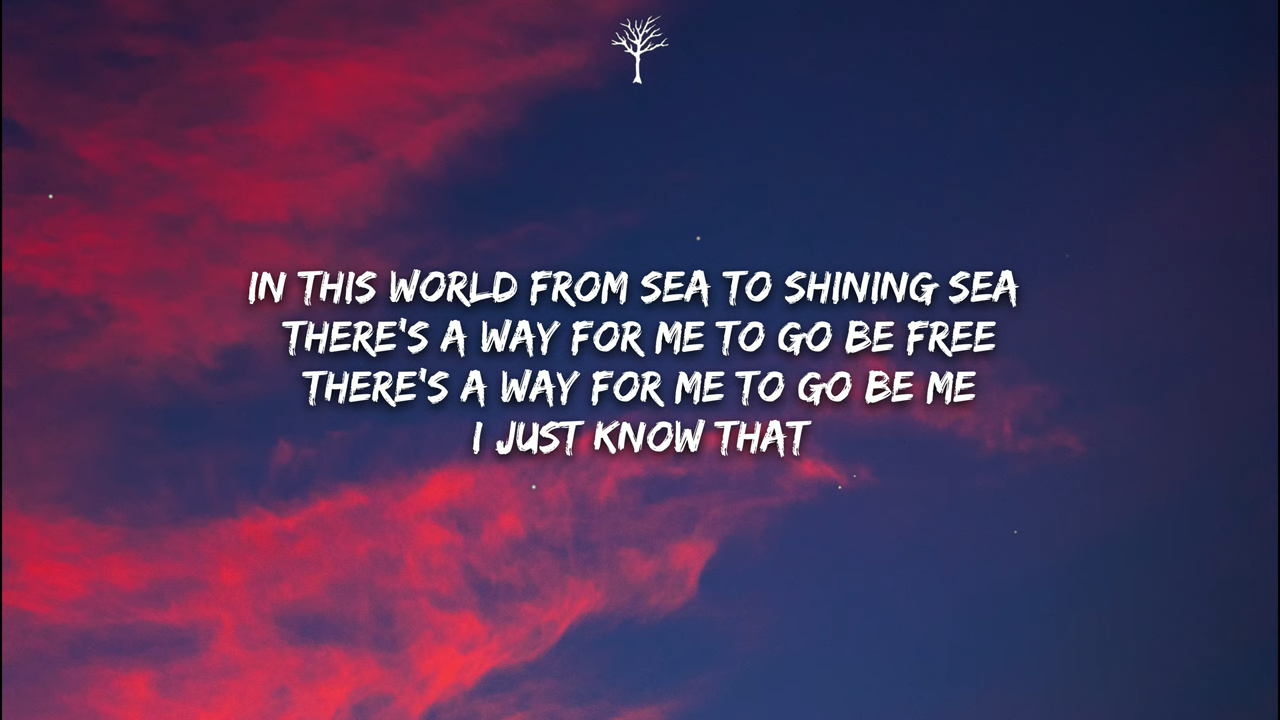 IN THIS WORLD FROM SEA TO SHINING SEA
THERE'S A WAY FOR ME TO GO BE FREE
THERE'S A WAY FOR ME TO GO BE ME
I JUST KNOW THAT